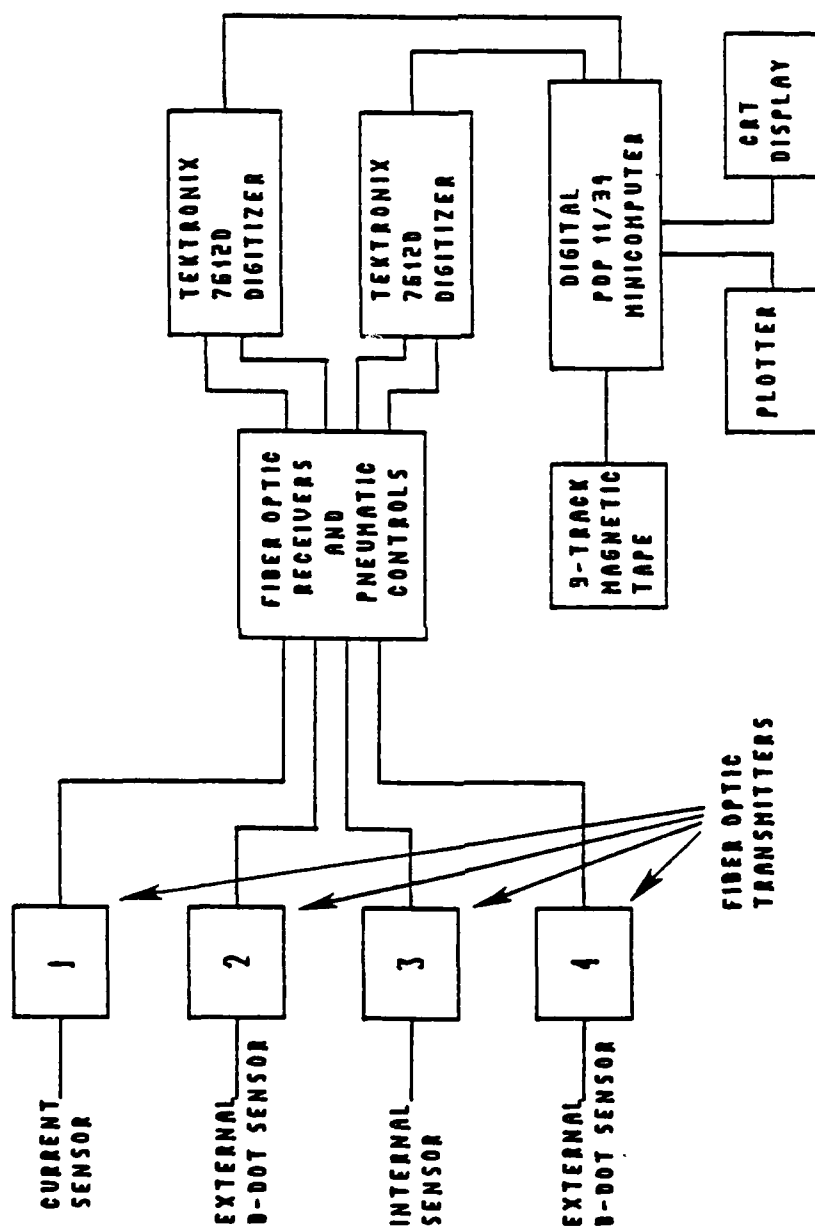 CURRENT
SENSOR
EXTERNAL
B-DOT SENSOR
INTERNAL
SENSOR
EXTERNAL
B-DOT SENSOR
1
2
3
4
FIBER OPTIC
TRANSMITTERS
FIBER OPTIC
RECEIVERS
AND
PNEUMATIC
CONTROLS
TEKTRONIX
7612D
DIGITIZER
TEKTRONIX
7612D
DIGITIZER
9-TRACK
MAGNETIC
TAPE
DIGITAL
PDP 11/34
MINICOMPUTER
PLOTTER
CRT
DISPLAY